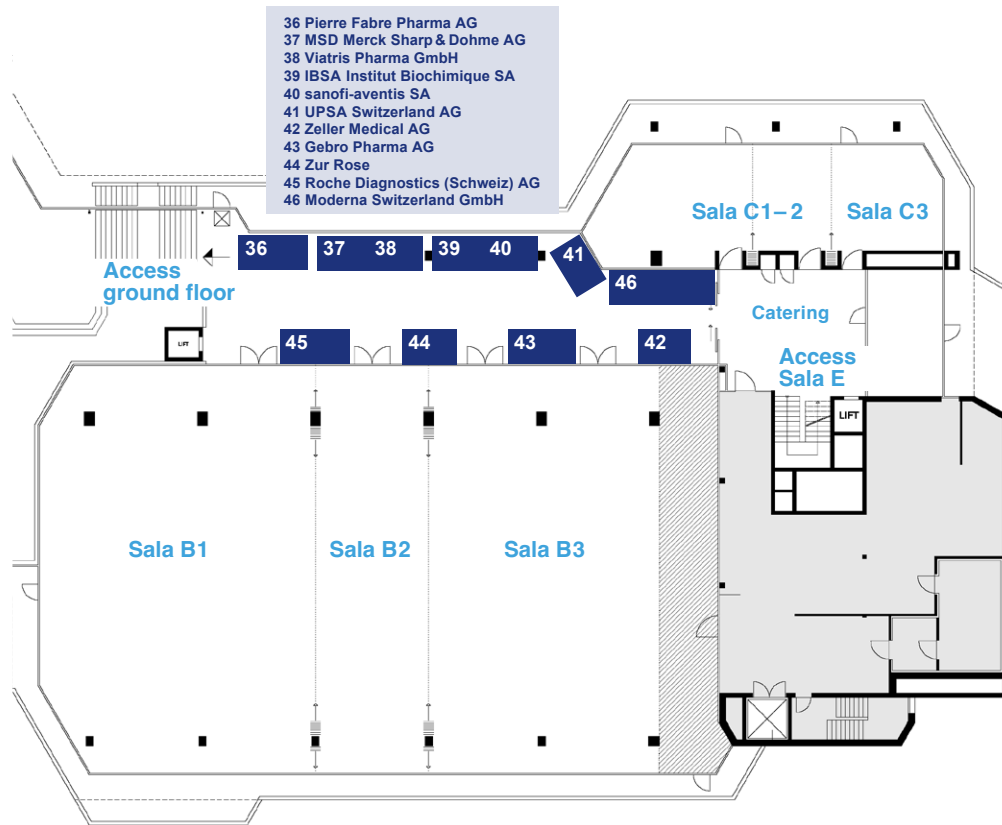 36 Pierre Fabre Pharma AG
37 MSD Merck Sharp & Dohme AG
38 Viatris Pharma GmbH
39 IBSA Institut Biochimique SA
40 sanofi-aventis SA
41 UPSA Switzerland AG
42 Zeller Medical AG
43 Gebro Pharma AG
44 Zur Rose
45 Roche Diagnostics (Schweiz) AG
46 Moderna Switzerland GmbH
Sala C1–2
Sala C3
36
37
38
39
40
41
46
Access
ground floor
Catering
LIFT
45
44
43
42
Access
Sala E
LIFT
Sala B1
Sala B2
Sala B3